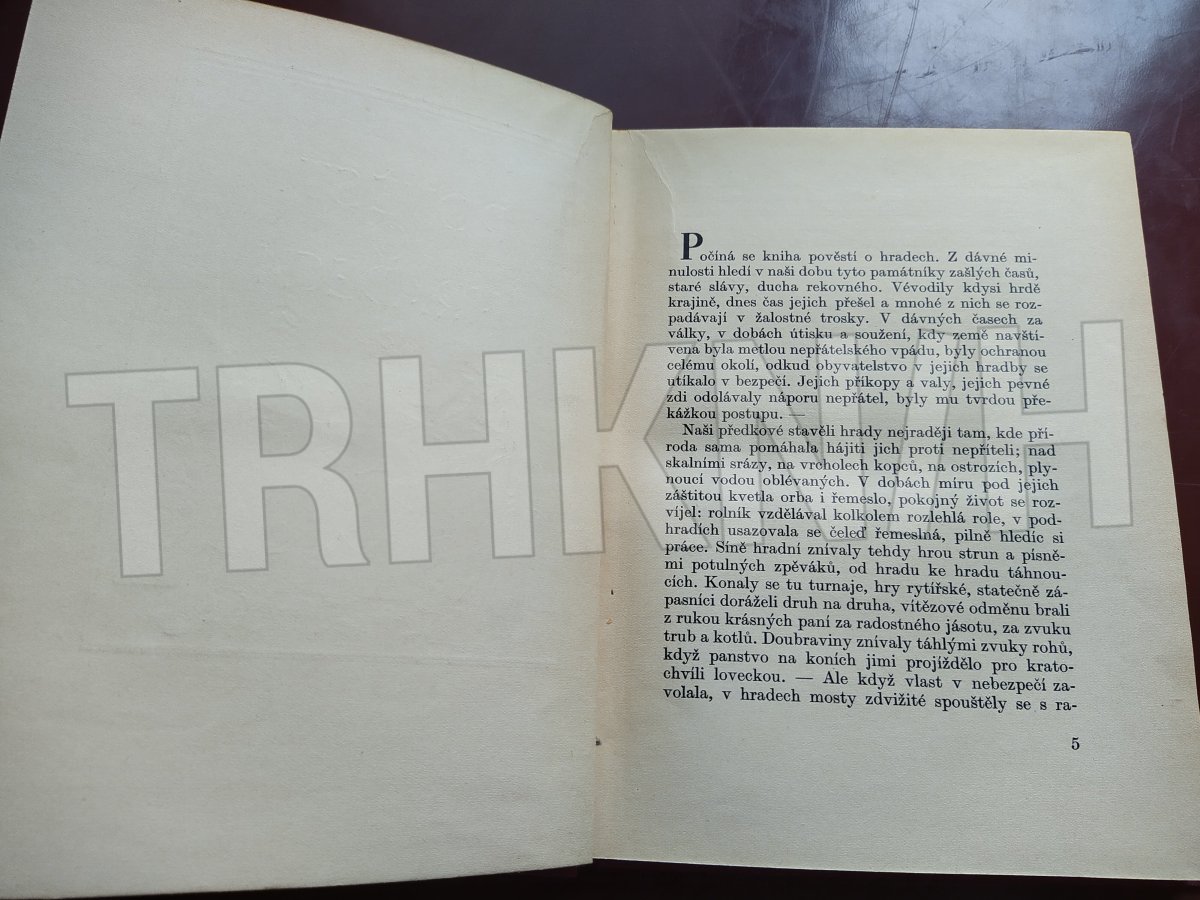 Počíná se kniha pověstí o hradech. Z dávné mi-
nulosti hledí v naši dobu tyto památníky zašlých časů,
staré slávy, ducha rekovného. Vévodily kdysi hrdě
krajině, dnes čas jejich přešel a mnohé z nich se roz-
padávají v žalostné trosky. V dávných časech za
války, v dobách útisku a soužení, kdy země navští-
vena byla metlou nepřátelského vpádu, byly ochranou
celému okolí, odkud obyvatelstvo v jejich hradby se
utíkalo v bezpečí. Jejich příkopy a valy, jejich pevné
zdi odolávaly náporu nepřátel, byly mu tvrdou pře-
kážkou postupu. —
Naši předkové stavěli hrady nejraději tam, kde pří-
roda sama pomáhala hájiti jich proti nepříteli; nad
skalními srázy, na vrcholech kopců, na ostrozích, ply-
noucí vodou oblévaných. V dobách míru pod jejich
záštitou kvetla orba i řemeslo, pokojný život se roz-
víjel: rolník vzdělával kolkolem rozlehlá role, v pod-
hradích usazovala se čeleď řemeslná, pilně hledíc si
práce. Síně hradní znívaly tehdy hrou strun a písně-
mi potulných zpěváků, od hradu ke hradu táhnou-
cích. Konaly se tu turnaje, hry rytířské, statečně zá-
pasníci doráželi druh na druha, vítězové odměnu brali
z rukou krásných paní za radostného jásotu, za zvuku
trub a kotlů. Doubraviny znívaly táhlými zvuky rohů,
když panstvo na koních jimi projíždělo pro krato-
chvíli loveckou. — Ale když vlast v nebezpečí za-
volala, v hradech mosty zdvižité spouštěly se s ra-
5
TRHKNIH